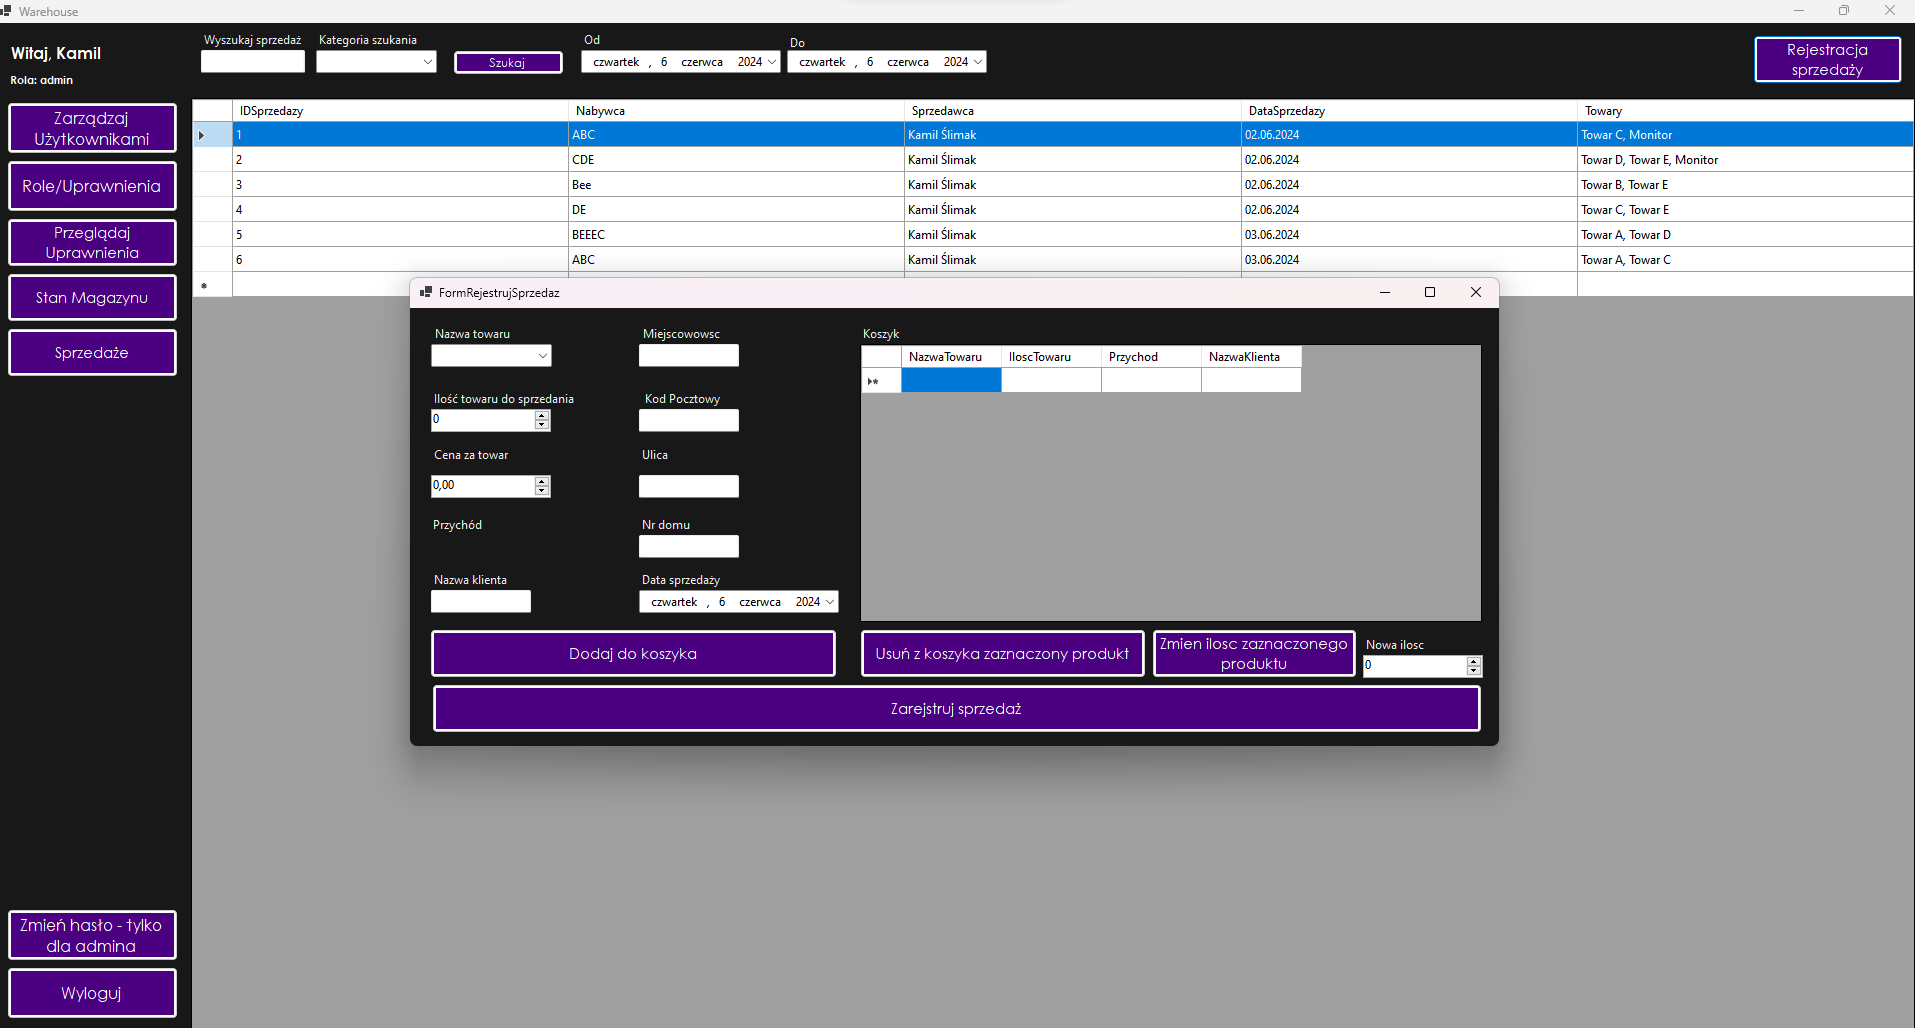 Warehouse
Witaj, Kamil
Rola: admin
Wyszukaj sprzedaż
Kategoria szukania
Szukaj
Od
czwartek , 6 czerwca 2024
Do
czwartek , 6 czerwca 2024
Rejestracja
sprzedaży
Zarządzaj
Użytkownikami
Role/Uprawnienia
Przeglądaj
Uprawnienia
Stan Magazynu
Sprzedaże
Zmień hasło - tylko
dla admina
Wyloguj
IDSprzedazy Nabywca Sprzedawca DataSprzedazy Towary
1 ABC Kamil Ślimak 02.06.2024 Towar C, Monitor
2 CDE Kamil Ślimak 02.06.2024 Towar D, Towar E, Monitor
3 Bee Kamil Ślimak 02.06.2024 Towar B, Towar E
4 DE Kamil Ślimak 02.06.2024 Towar C, Towar E
5 BEEEC Kamil Ślimak 03.06.2024 Towar A, Towar D
6 ABC Kamil Ślimak 03.06.2024 Towar A, Towar C
FormRejestrujSprzedaz
Nazwa towaru
Ilość towaru do sprzedania
0
Cena za towar
0,00
Przychód
Nazwa klienta
Miejscowowsc
Kod Pocztowy
Ulica
Nr domu
Data sprzedaży
czwartek , 6 czerwca 2024
Koszyk
NazwaTowaru IloscTowaru Przychod NazwaKlienta
Dodaj do koszyka
Usuń z koszyka zaznaczony produkt
Zmien ilosc zaznaczonego
produktu
Nowa ilosc
0
Zarejstruj sprzedaż